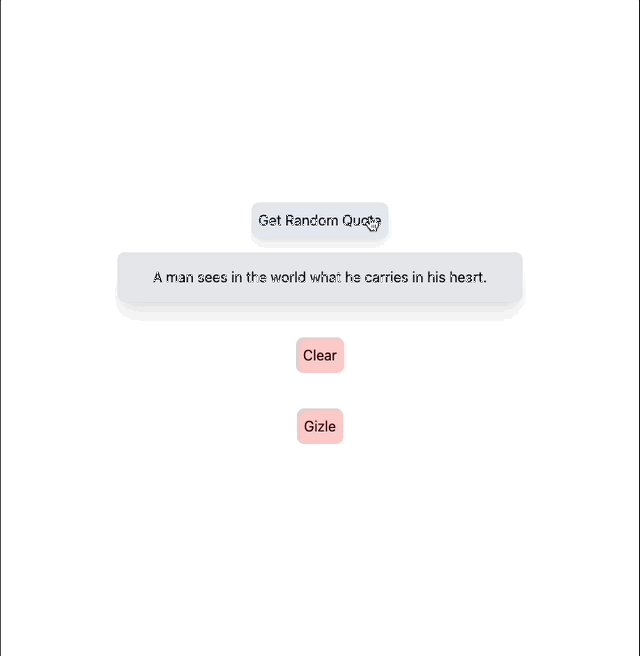 Get Random Quote
A man sees in the world what he carries in his heart.
Clear
Gizle